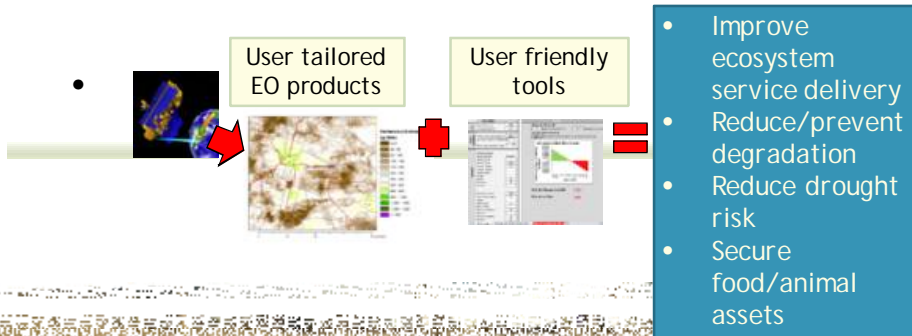 User tailored
EO products
User friendly
tools
• Improve
ecosystem
service delivery
• Reduce/prevent
degradation
• Reduce drought
risk
• Secure
food/animal
assets